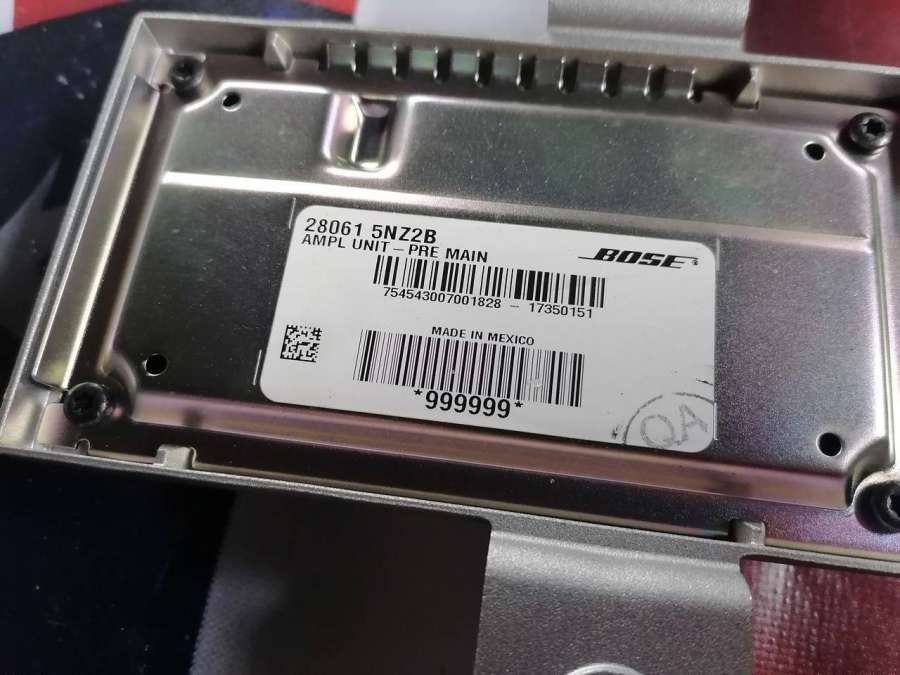 28061 5NZ2B
AMPL UNIT – PRE MAIN
BOSE
754543007001828 – 17350151
MADE IN MEXICO
*999999*
QA